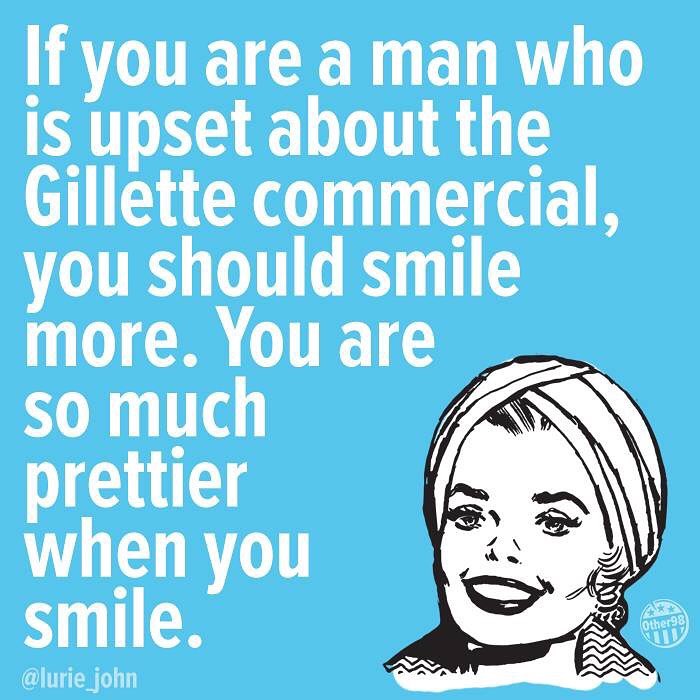 If you are a man who
is upset about the
Gillette commercial,
you should smile
more. You are
so much
prettier
when you
smile.
Other98
@lurie_john